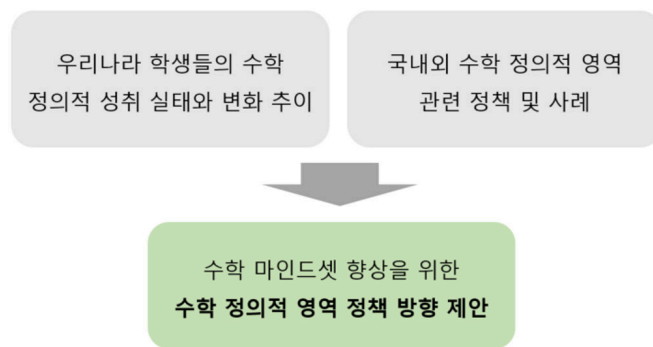 우리나라 학생들의 수학
정의적 성취 실태와 변화 추이
국내외 수학 정의적 영역
관련 정책 및 사례
수학 마인드셋 향상을 위한
수학 정의적 영역 정책 방향 제안